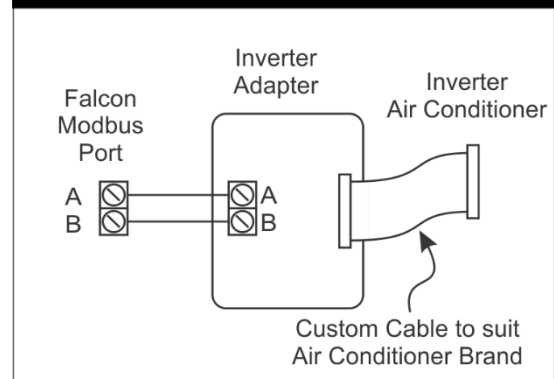 Inverter
Adapter
Inverter
Air Conditioner
Falcon
Modbus
Port
A
B
A
B
Custom Cable to suit
Air Conditioner Brand